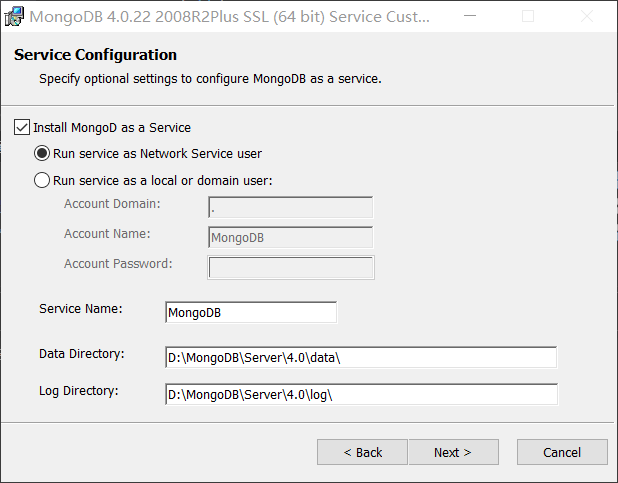 MongoDB 4.0.22 2008R2Plus SSL (64 bit) Service Cust...
Service Configuration
Specify optional settings to configure MongoDB as a service.
Install MongoD as a Service
Run service as Network Service user
Run service as a local or domain user:
Account Domain: .
Account Name: MongoDB
Account Password:
Service Name: MongoDB
Data Directory: D:\MongoDB\Server\4.0\data\
Log Directory: D:\MongoDB\Server\4.0\log\
< Back Next > Cancel